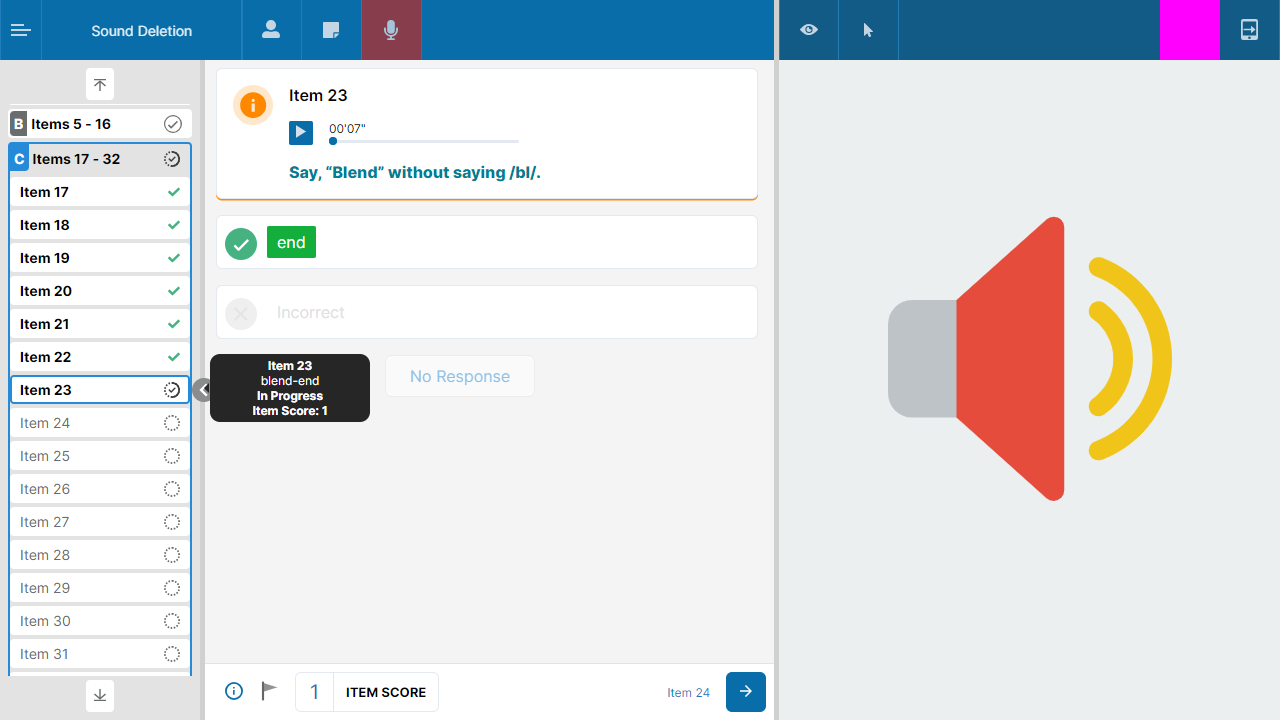 Sound Deletion
B Items 5 - 16
C Items 17 - 32
Item 17
Item 18
Item 19
Item 20
Item 21
Item 22
Item 23
Item 24
Item 25
Item 26
Item 27
Item 28
Item 29
Item 30
Item 31
Item 23
00'07"
Say, “Blend” without saying /bl/.
end
Incorrect
Item 23
blend-end
In Progress
Item Score: 1
No Response
1 ITEM SCORE
Item 24